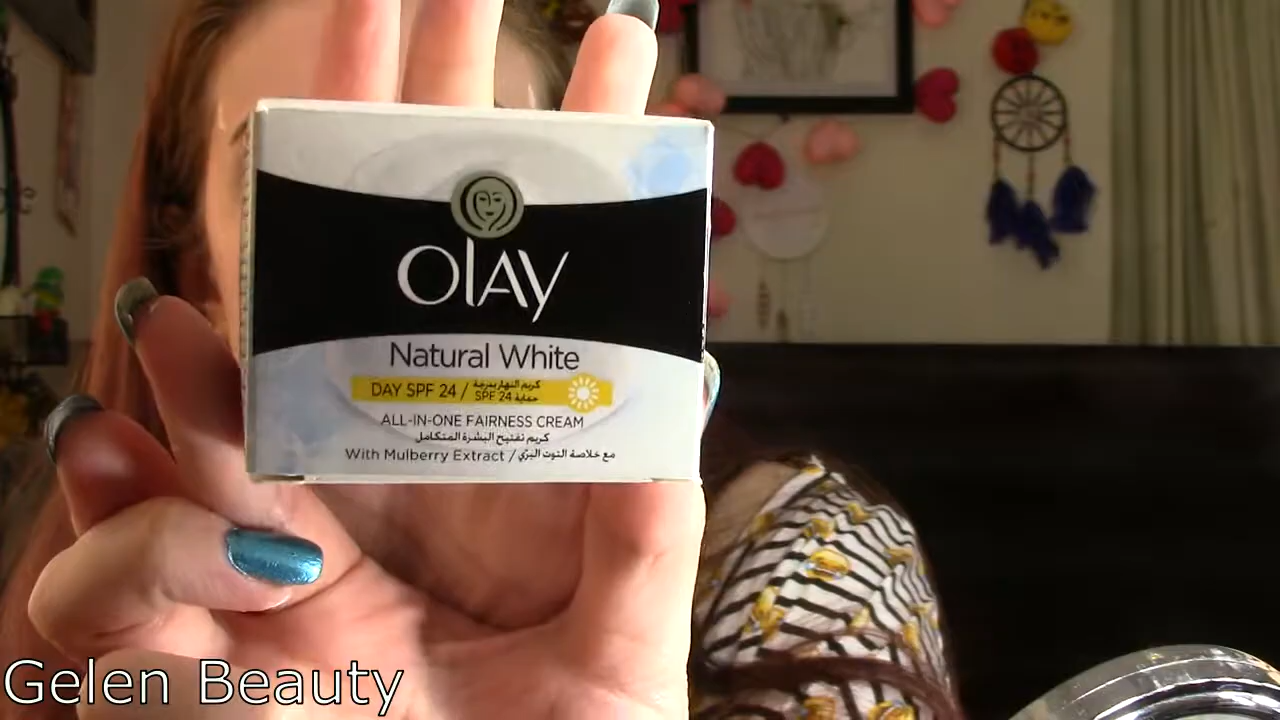 OLAY
Natural White
DAY SPF 24 / كريم النهار بدرجة
حماية SPF 24
ALL-IN-ONE FAIRNESS CREAM
كريم تفتيح البشرة المتكامل
With Mulberry Extract / مع خلاصة التوت البرّي
Gelen Beauty